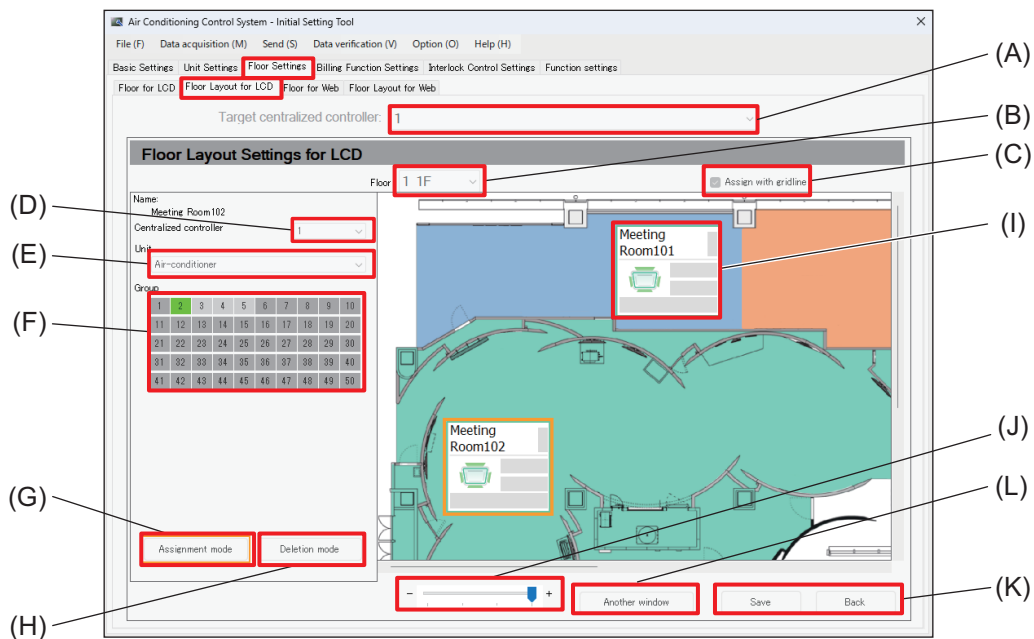 Air Conditioning Control System - Initial Setting Tool
File (F) Data acquisition (M) Send (S) Data verification (V) Option (O) Help (H)
Basic Settings Unit Settings Floor Settings Billing Function Settings Interlock Control Settings Function settings
Floor for LCD Floor Layout for LCD Floor for Web Floor Layout for Web
(A)
Target centralized controller: 1
(B)
Floor Layout Settings for LCD
(C)
Floor 1 1F Assign with gridline
Name:
Meeting Room102
(D)
Centralized controller 1
Unit
(E)
Air-conditioner
Group
(F)
1 2 3 4 5 6 7 8 9 10
11 12 13 14 15 16 17 18 19 20
21 22 23 24 25 26 27 28 29 30
31 32 33 34 35 36 37 38 39 40
41 42 43 44 45 46 47 48 49 50
Meeting
Room101
(I)
Meeting
Room102
(J)
(L)
(G)
Assignment mode Deletion mode
(H)
- +
Another window Save Back
(K)